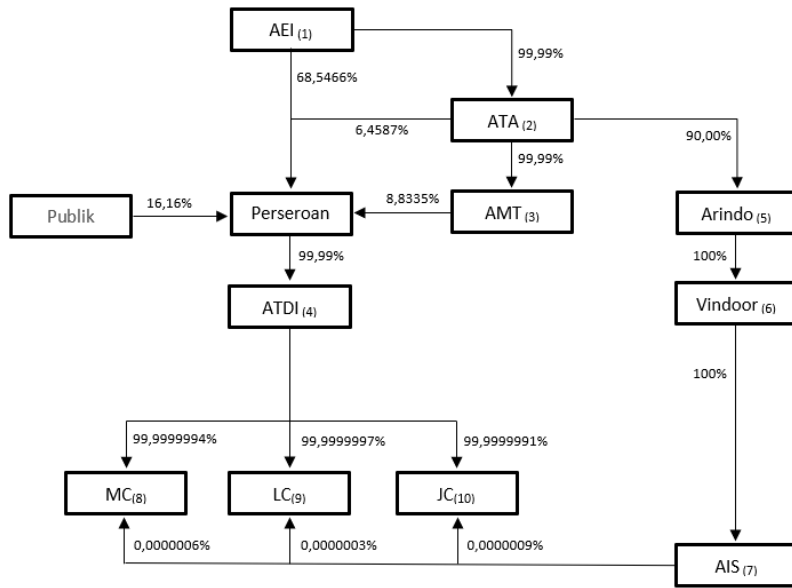 AEI (1)
99,99%
68,5466%
6,4587%
ATA (2)
90,00%
99,99%
Publik
16,16%
Perseroan
8,8335%
AMT (3)
Arindo (5)
99,99%
100%
ATDI (4)
Vindoor (6)
100%
99,9999994%
99,9999997%
99,9999991%
MC(8)
LC(9)
JC(10)
0,0000006%
0,0000003%
0,0000009%
AIS (7)